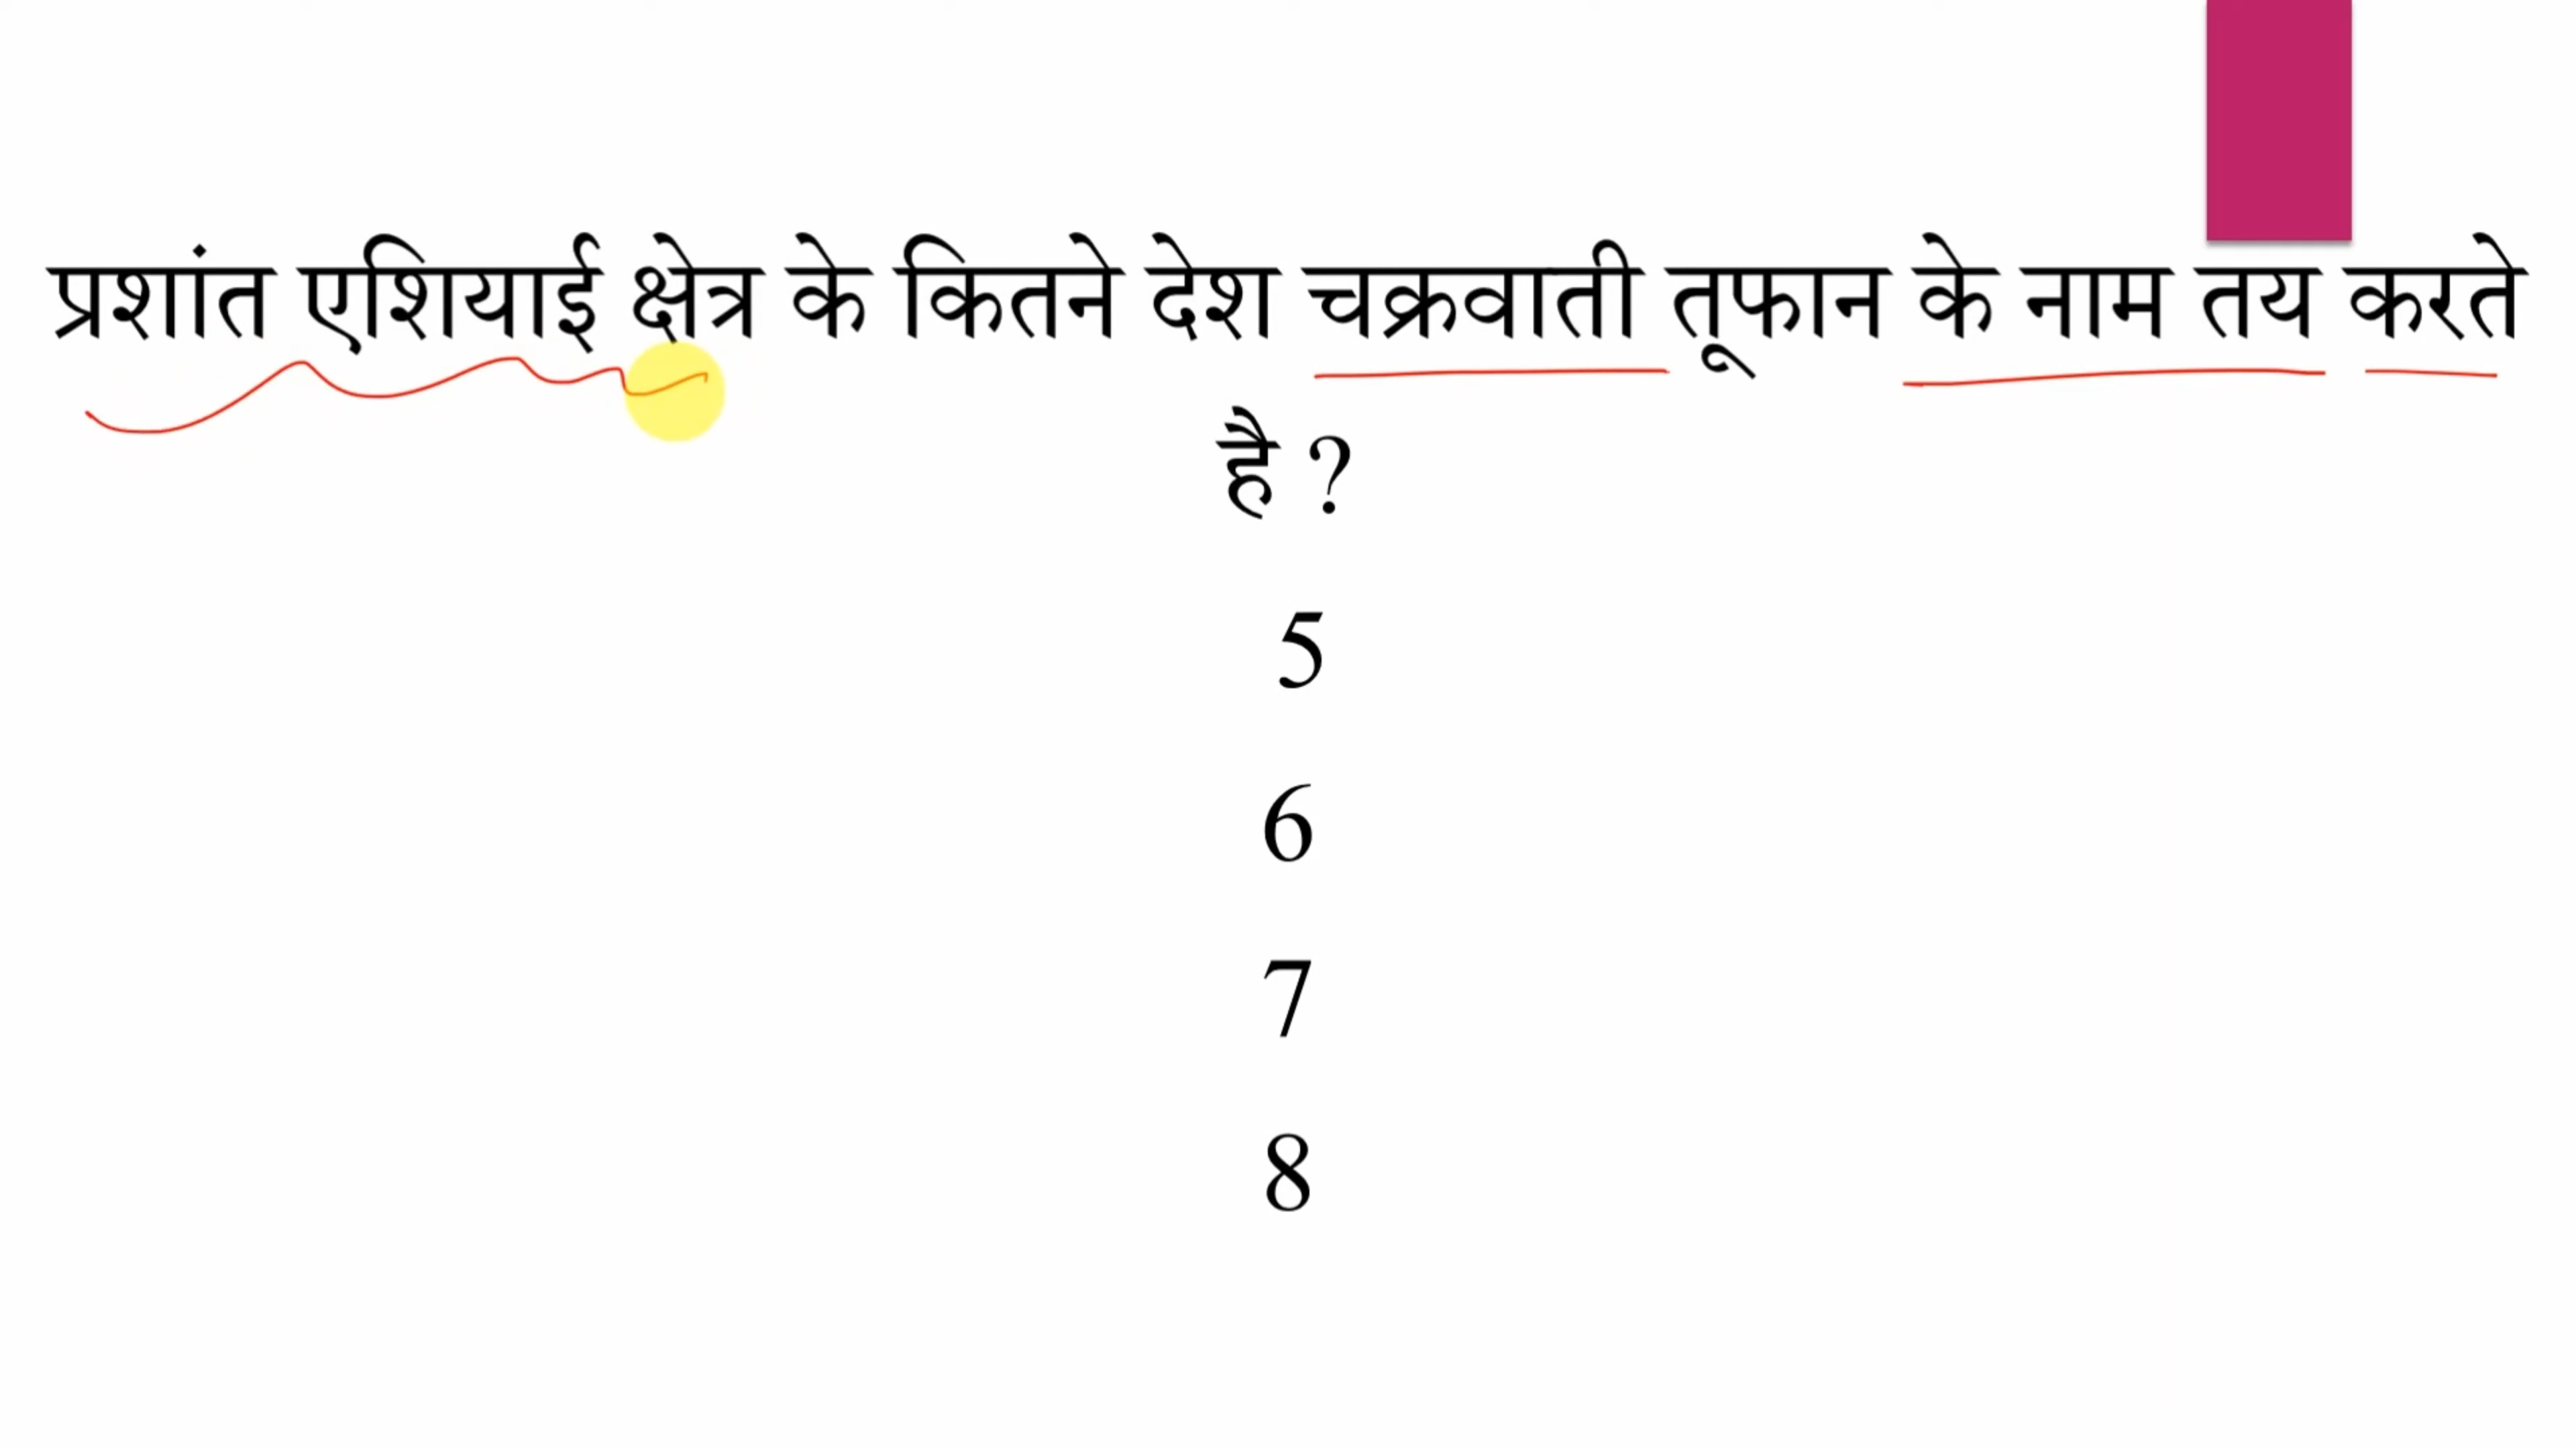 प्रशांत एशियाई क्षेत्र के कितने देश चक्रवाती तूफान के नाम तय करते
है ?
5
6
7
8